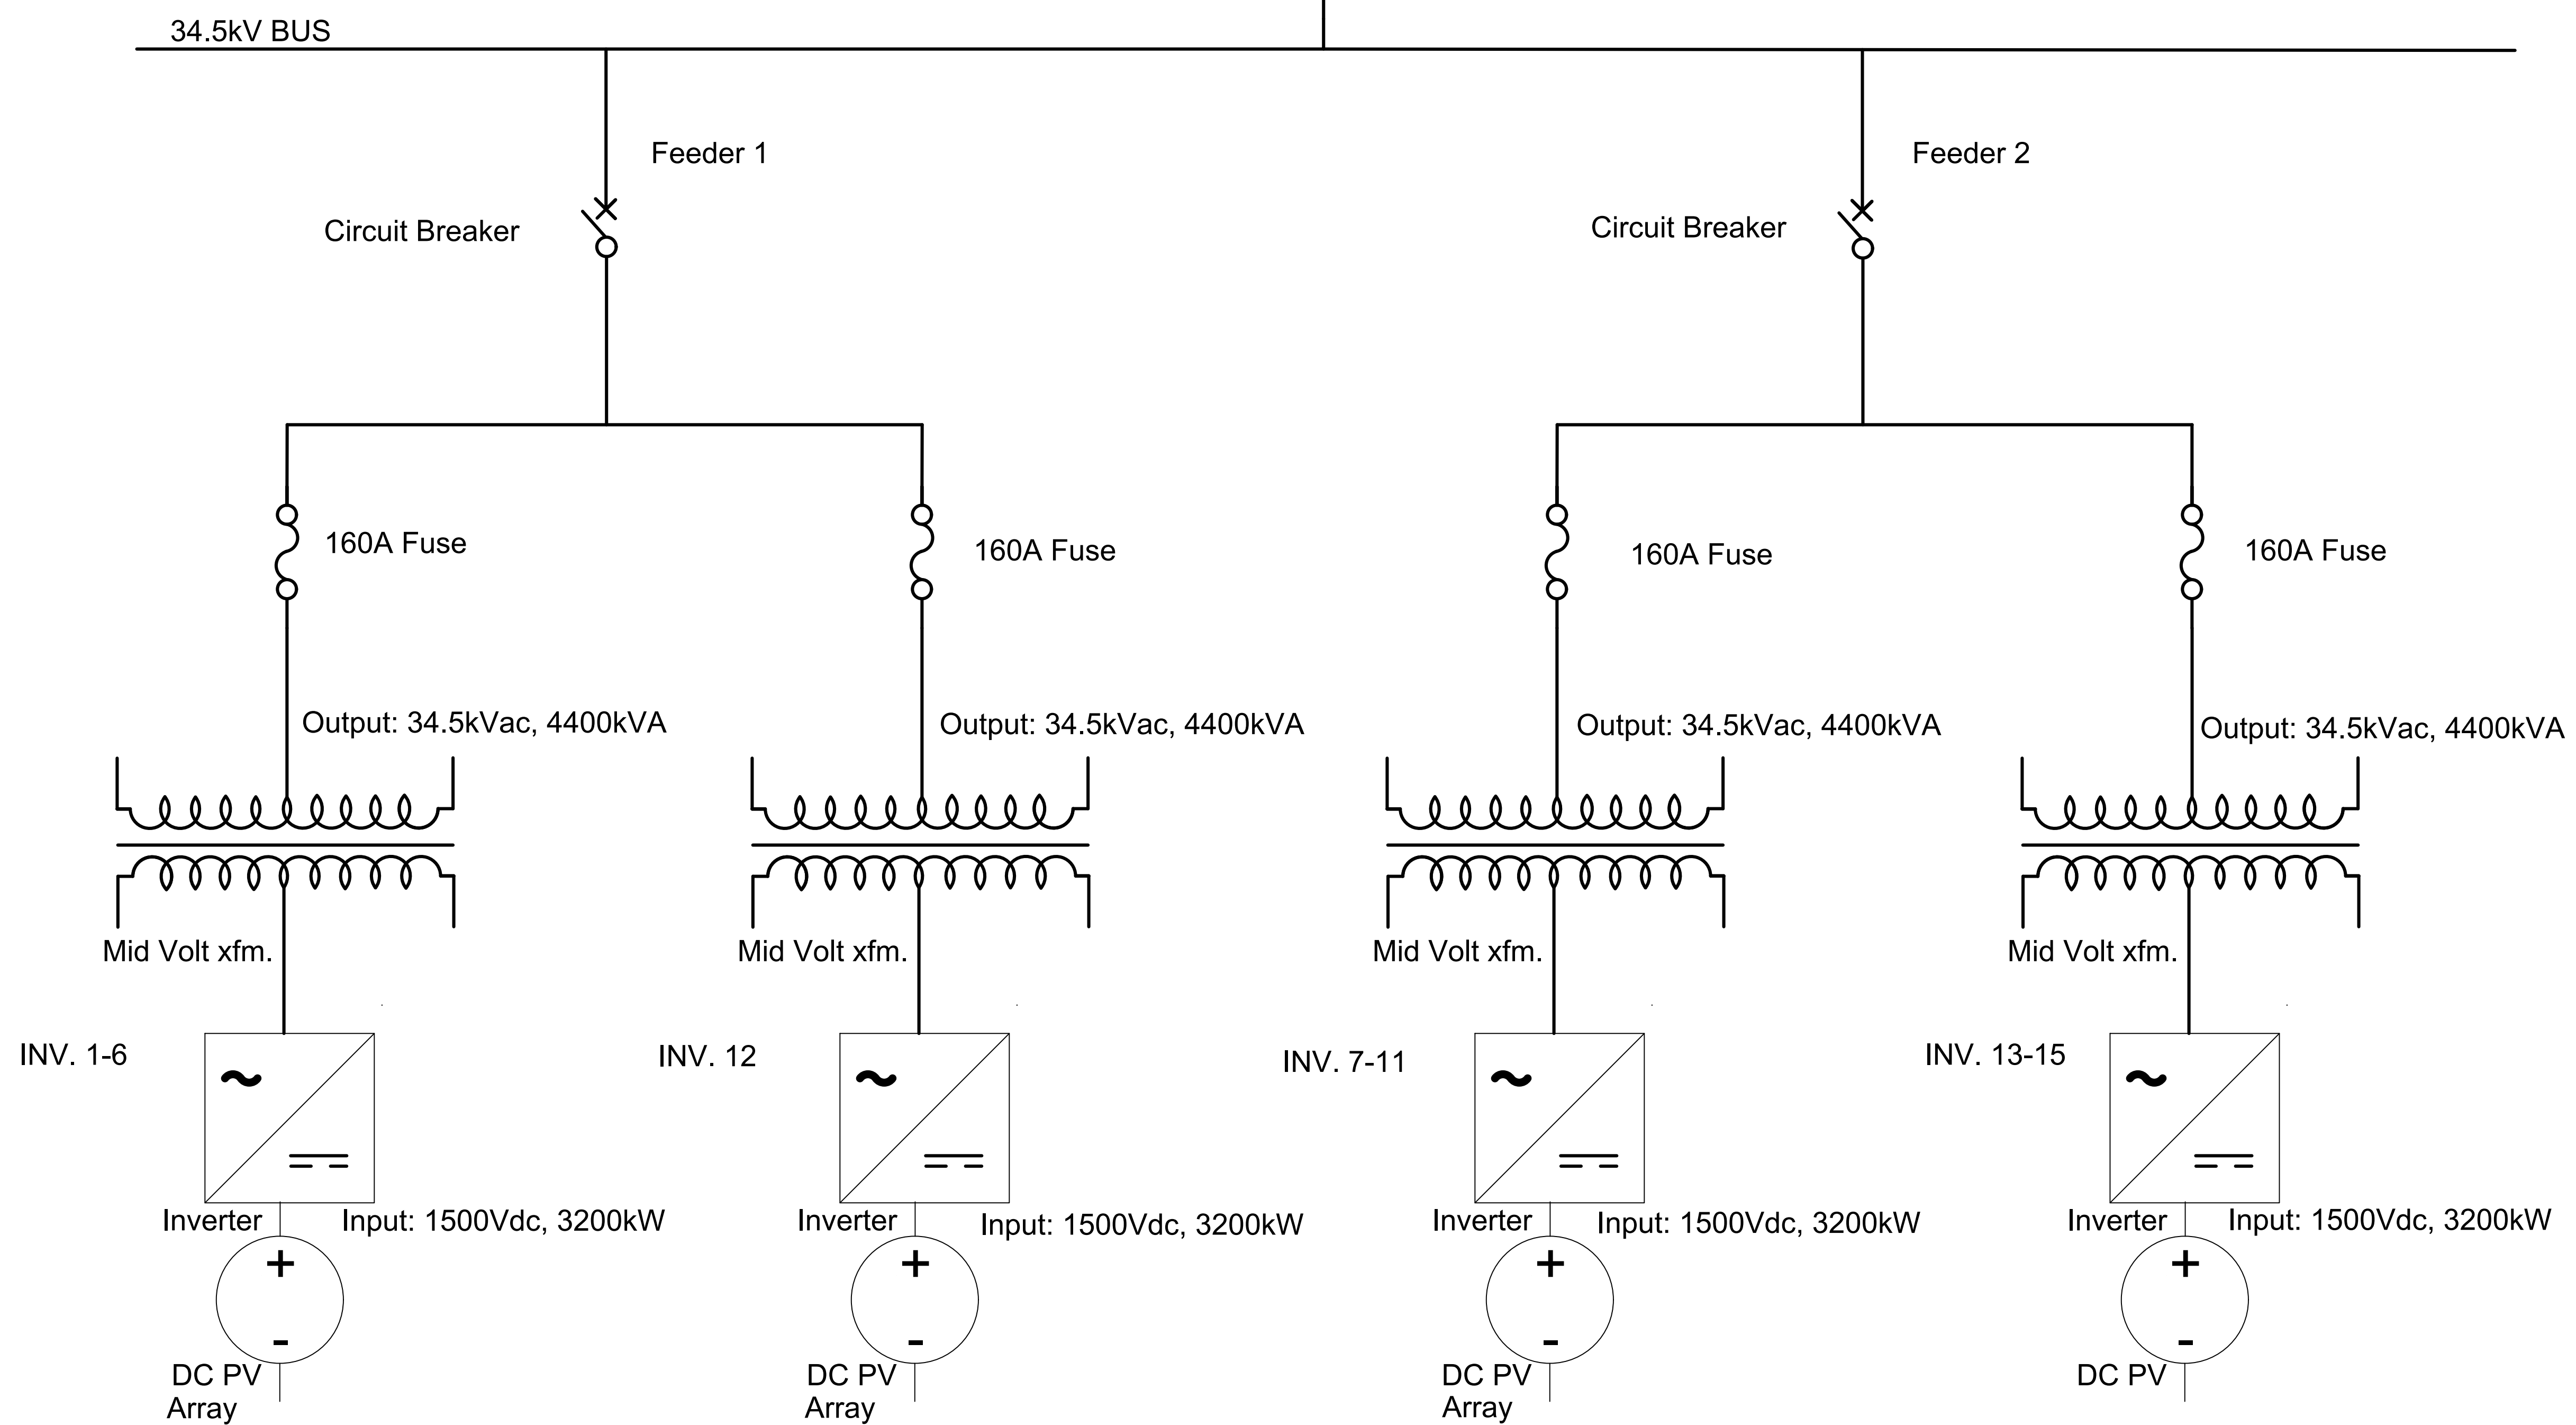 34.5kV BUS
Feeder 1
Feeder 2
Circuit Breaker
Circuit Breaker
160A Fuse
160A Fuse
160A Fuse
160A Fuse
Output: 34.5kVac, 4400kVA
Output: 34.5kVac, 4400kVA
Output: 34.5kVac, 4400kVA
Output: 34.5kVac, 4400kVA
Mid Volt xfm.
Mid Volt xfm.
Mid Volt xfm.
Mid Volt xfm.
INV. 1-6
INV. 12
INV. 7-11
INV. 13-15
Inverter
Input: 1500Vdc, 3200kW
Inverter
Input: 1500Vdc, 3200kW
Inverter
Input: 1500Vdc, 3200kW
Inverter
Input: 1500Vdc, 3200kW
+
-
+
-
+
-
+
-
DC PV
Array
DC PV
Array
DC PV
Array
DC PV